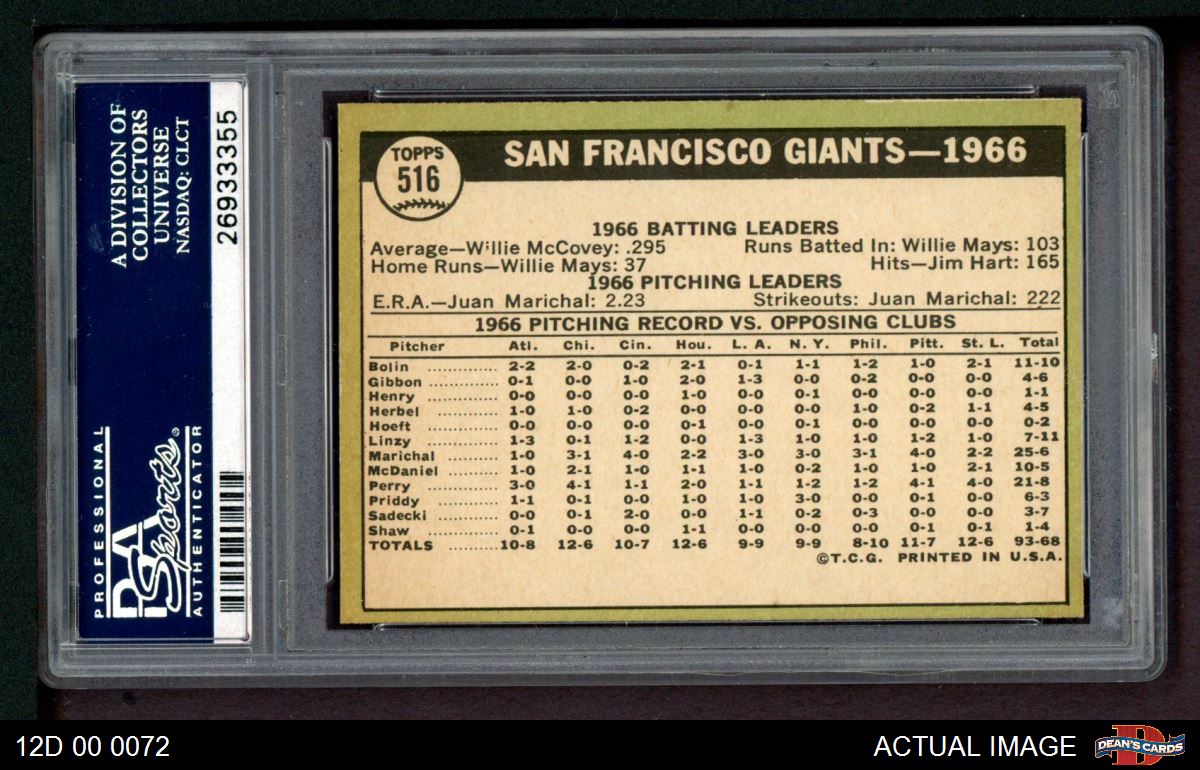 A DIVISION OF
COLLECTORS
UNIVERSE
NASDAQ: CLCT
26933355
PROFESSIONAL
PSA
Sports®
AUTHENTICATOR
TOPPS
516
SAN FRANCISCO GIANTS—1966
1966 BATTING LEADERS
Average—Willie McCovey: .295 Runs Batted In: Willie Mays: 103
Home Runs—Willie Mays: 37 Hits—Jim Hart: 165
1966 PITCHING LEADERS
E.R.A.—Juan Marichal: 2.23 Strikeouts: Juan Marichal: 222
1966 PITCHING RECORD VS. OPPOSING CLUBS
Pitcher Atl. Chi. Cin. Hou. L. A. N. Y. Phil. Pitt. St. L. Total
Bolin .............. 2-2 2-0 0-2 2-1 0-1 1-1 1-2 1-0 2-1 11-10
Gibbon .............. 0-1 0-0 1-0 2-0 1-3 0-0 0-2 0-0 0-0 4-6
Henry .............. 0-0 0-0 0-0 1-0 0-0 0-1 0-0 0-0 0-0 1-1
Herbel .............. 1-0 1-0 0-2 0-0 0-0 0-0 1-0 0-2 1-1 4-5
Hoeft .............. 0-0 0-0 0-0 0-1 0-0 0-1 0-0 0-0 0-0 0-2
Linzy .............. 1-3 0-1 1-2 0-0 1-3 1-0 1-0 1-2 1-0 7-11
Marichal .......... 1-0 3-1 4-0 2-2 3-0 3-0 3-1 4-0 2-2 25-6
McDaniel .......... 1-0 2-1 1-0 1-1 1-0 0-2 1-0 1-0 2-1 10-5
Perry .............. 3-0 4-1 1-1 2-0 1-1 1-2 1-2 4-1 4-0 21-8
Priddy .............. 1-1 0-1 0-0 1-0 1-0 3-0 0-0 0-1 0-0 6-3
Sadecki .............. 0-0 0-1 2-0 0-0 1-1 0-2 0-3 0-0 0-0 3-7
Shaw .............. 0-1 0-0 0-0 1-1 0-0 0-0 0-0 0-1 0-1 1-4
TOTALS .......... 10-8 12-6 10-7 12-6 9-9 9-9 8-10 11-7 12-6 93-68
©T.C.G. PRINTED IN U.S.A.
12D 00 0072
ACTUAL IMAGE
D
DEAN'S CARDS